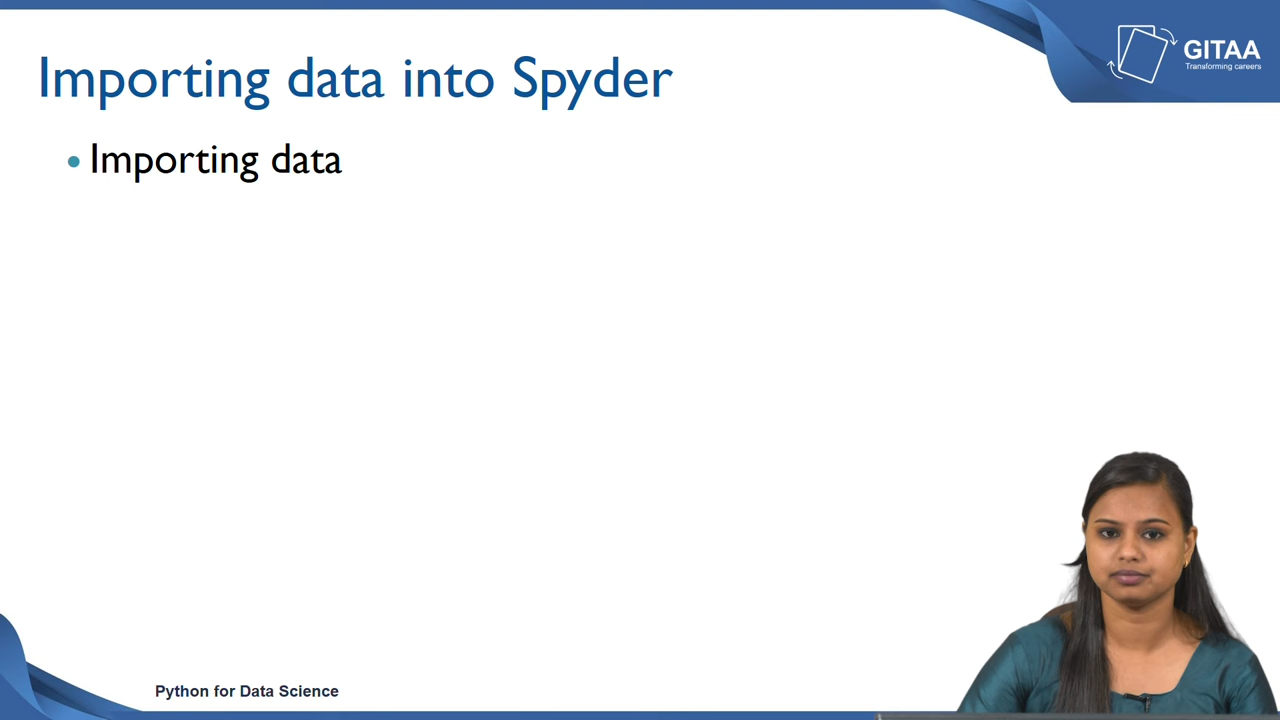 Importing data into Spyder
GITAA
Transforming careers
• Importing data
Python for Data Science